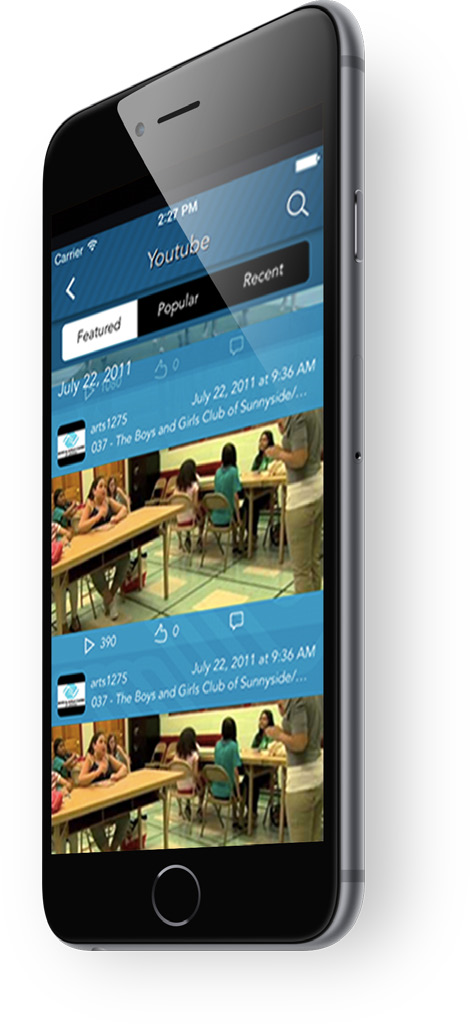 2:27 PM
Carrier
Youtube
Featured
Popular
Recent
July 22, 2011
1080
0
July 22, 2011 at 9:36 AM
arts1275
037 - The Boys and Girls Club of Sunnyside/...
390
0
July 22, 2011 at 9:36 AM
arts1275
037 - The Boys and Girls Club of Sunnyside/...